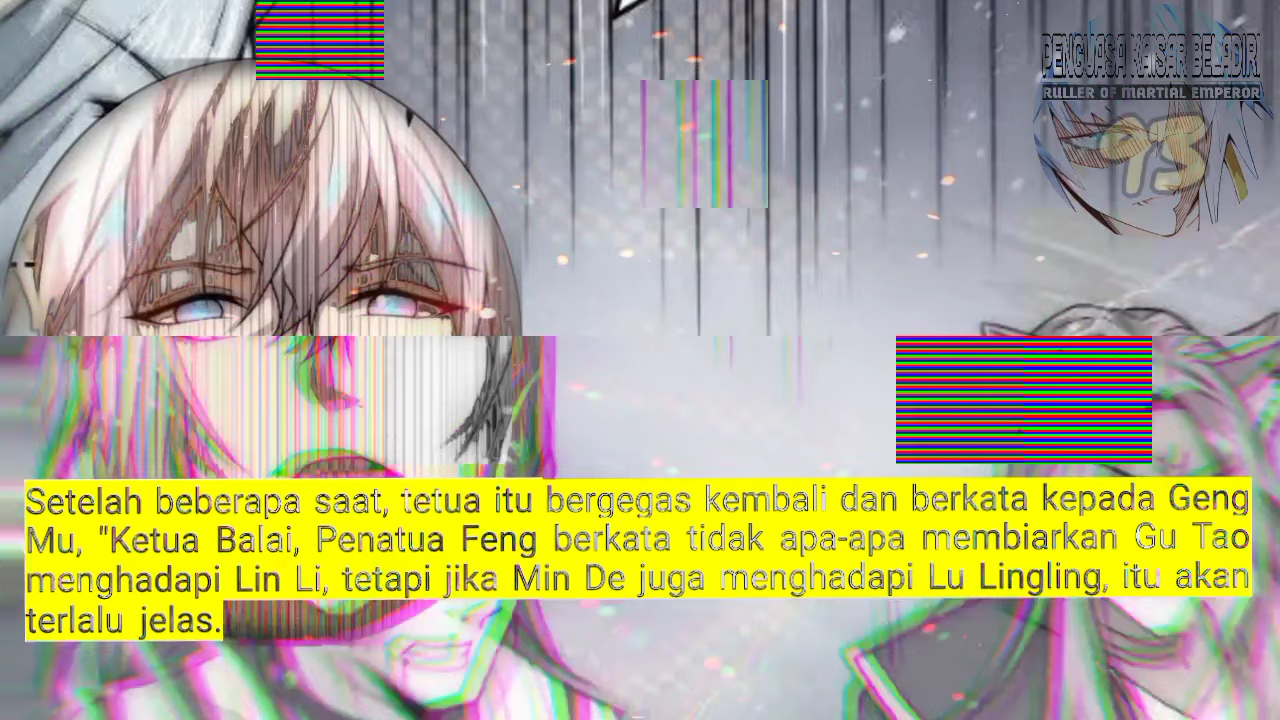 PENGUASA KAISAR BELADIRI
RULLER OF MARTIAL EMPEROR
93
Setelah beberapa saat, tetua itu bergegas kembali dan berkata kepada Geng
Mu, "Ketua Balai, Penatua Feng berkata tidak apa-apa membiarkan Gu Tao
menghadapi Lin Li, tetapi jika Min De juga menghadapi Lu Lingling, itu akan
terlalu jelas.